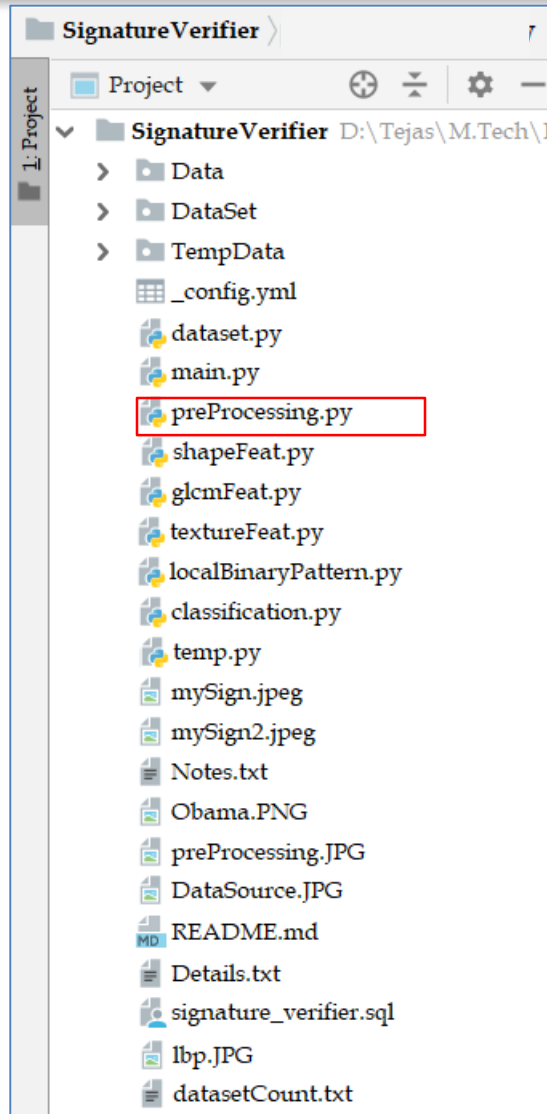 SignatureVerifier
Project
1: Project
SignatureVerifier D:\Tejas\M.Tech\
Data
DataSet
TempData
_config.yml
dataset.py
main.py
preProcessing.py
shapeFeat.py
glcmFeat.py
textureFeat.py
localBinaryPattern.py
classification.py
temp.py
mySign.jpeg
mySign2.jpeg
Notes.txt
Obama.PNG
preProcessing.JPG
DataSource.JPG
MD README.md
Details.txt
signature_verifier.sql
lbp.JPG
datasetCount.txt